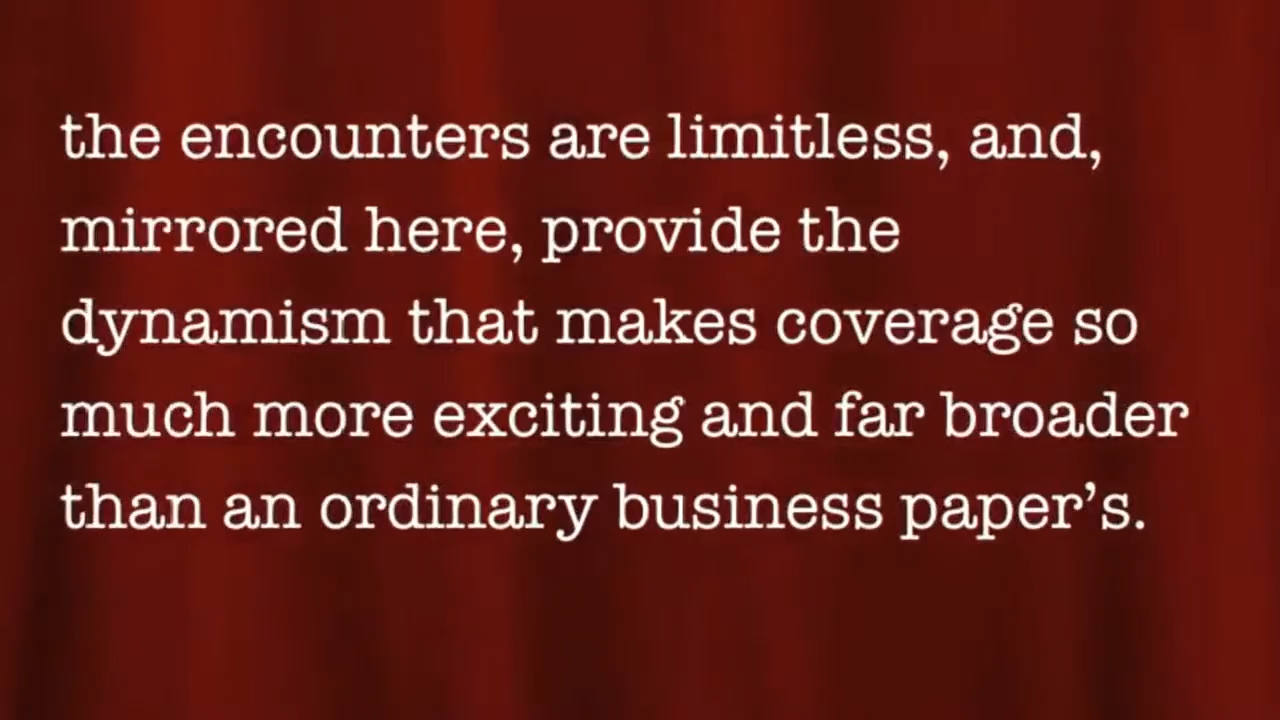 the encounters are limitless, and,
mirrored here, provide the
dynamism that makes coverage so
much more exciting and far broader
than an ordinary business paper’s.